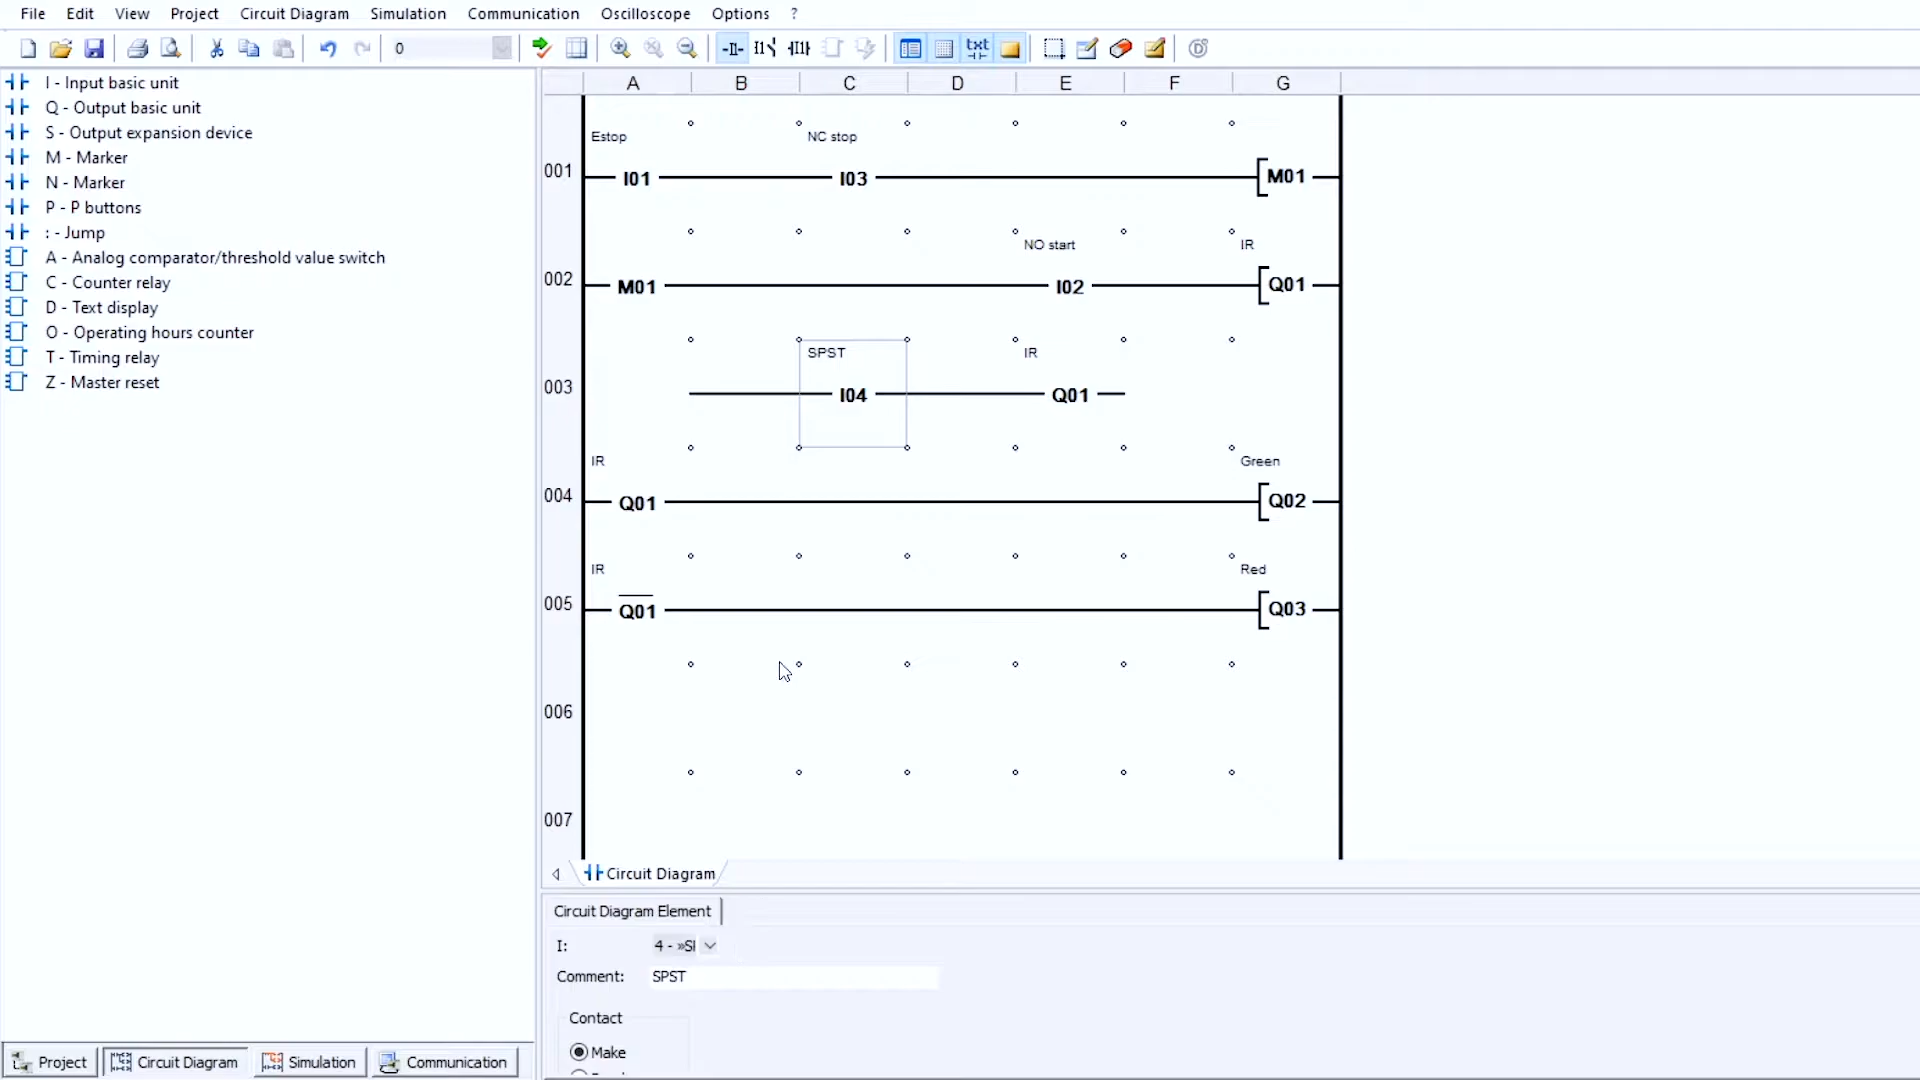 File Edit View Project Circuit Diagram Simulation Communication Oscilloscope Options ?
0
I - Input basic unit
Q - Output basic unit
S - Output expansion device
M - Marker
N - Marker
P - P buttons
: - Jump
A - Analog comparator/threshold value switch
C - Counter relay
D - Text display
O - Operating hours counter
T - Timing relay
Z - Master reset
A B C D E F G
Estop NC stop
001 I01 I03 M01
NO start IR
002 M01 I02 Q01
SPST IR
003 I04 Q01
IR Green
004 Q01 Q02
IR Red
005 Q01 Q03
006
007
Circuit Diagram
Circuit Diagram Element
I: 4 - »SI
Comment: SPST
Contact
Make
Project Circuit Diagram Simulation Communication